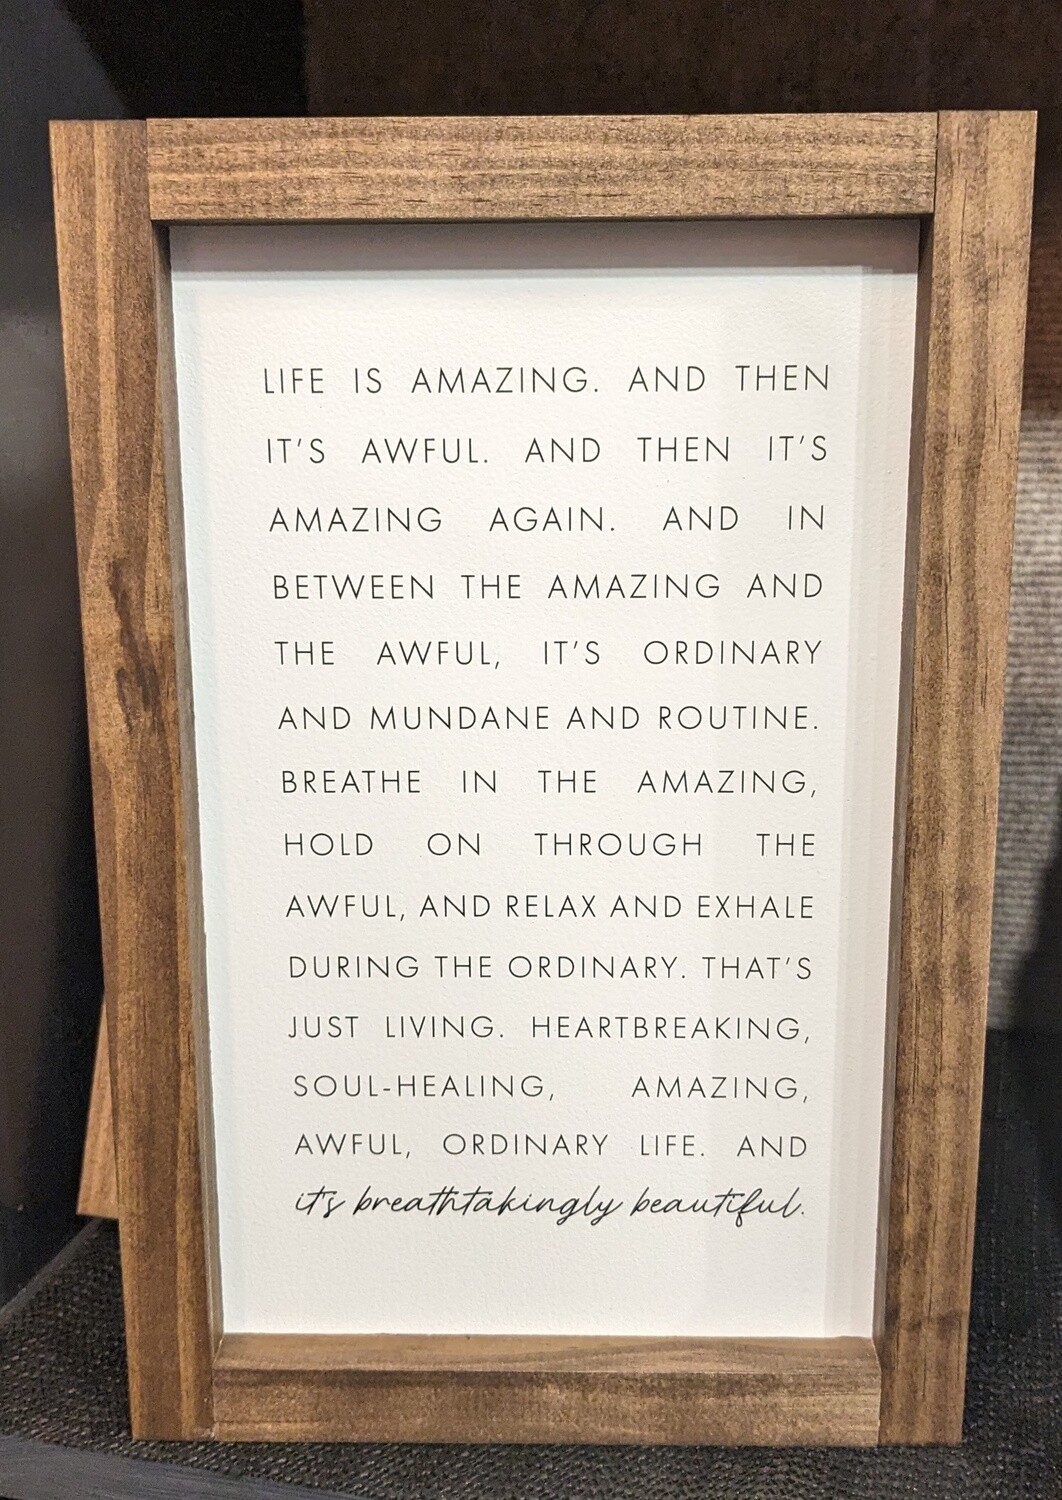 LIFE IS AMAZING. AND THEN
IT'S AWFUL. AND THEN IT'S
AMAZING AGAIN. AND IN
BETWEEN THE AMAZING AND
THE AWFUL, IT'S ORDINARY
AND MUNDANE AND ROUTINE.
BREATHE IN THE AMAZING,
HOLD ON THROUGH THE
AWFUL, AND RELAX AND EXHALE
DURING THE ORDINARY. THAT'S
JUST LIVING. HEARTBREAKING,
SOUL-HEALING, AMAZING,
AWFUL, ORDINARY LIFE. AND
it's breathtakingly beautiful.